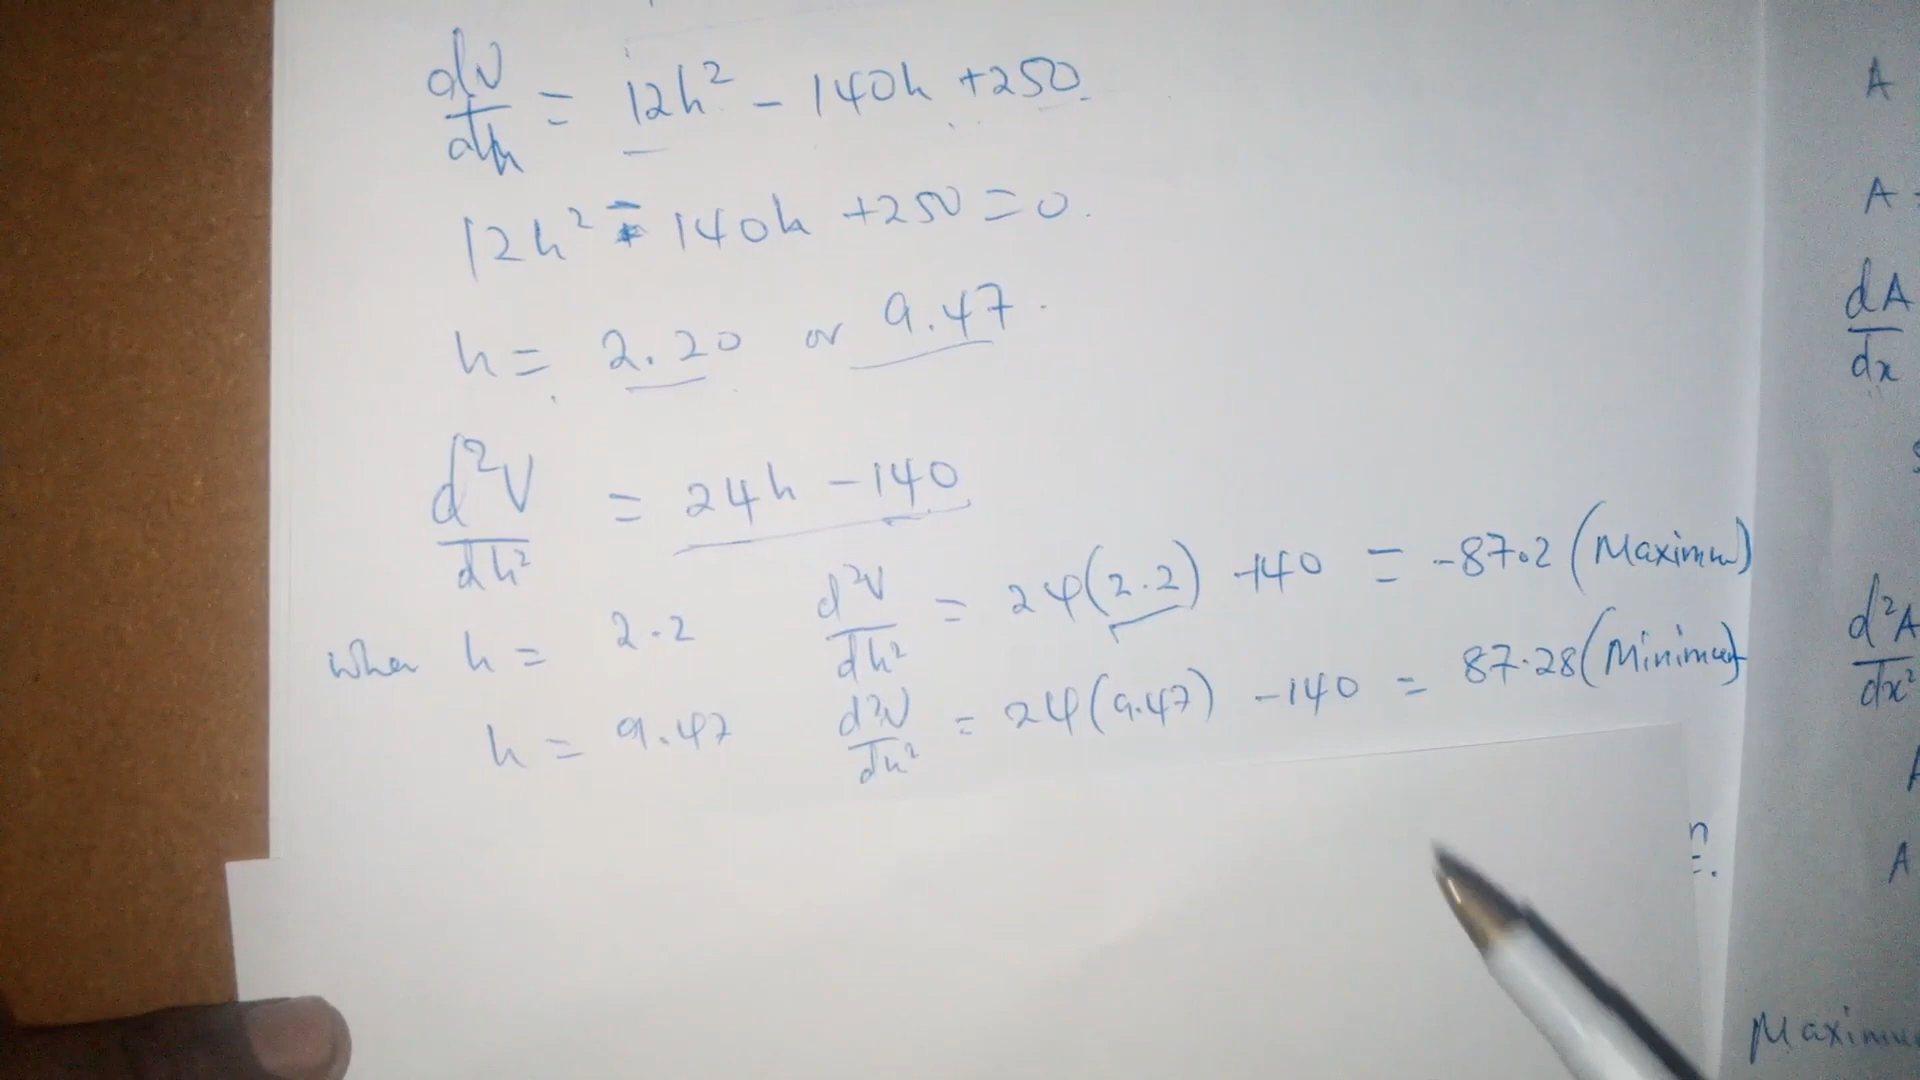 dV/dh = 12h² - 140h + 250
12h² - 140h + 250 = 0.
h = 2.20 or 9.47.
d²V/dh² = 24h - 140
when h = 2.2 d²V/dh² = 24(2.2) - 140 = -87.2 (Maximum)
h = 9.47 d²V/dh² = 24(9.47) - 140 = 87.28 (Minimum)
A
A
dA/dx
d²A/dx²
A
Maximu